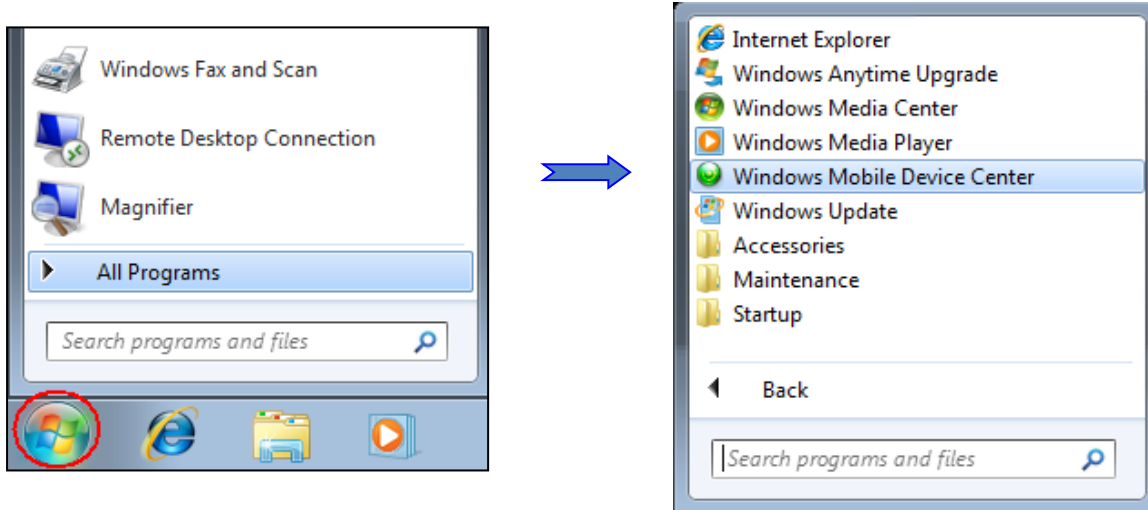 Windows Fax and Scan
Remote Desktop Connection
Magnifier
All Programs
Search programs and files
Internet Explorer
Windows Anytime Upgrade
Windows Media Center
Windows Media Player
Windows Mobile Device Center
Windows Update
Accessories
Maintenance
Startup
Back
Search programs and files